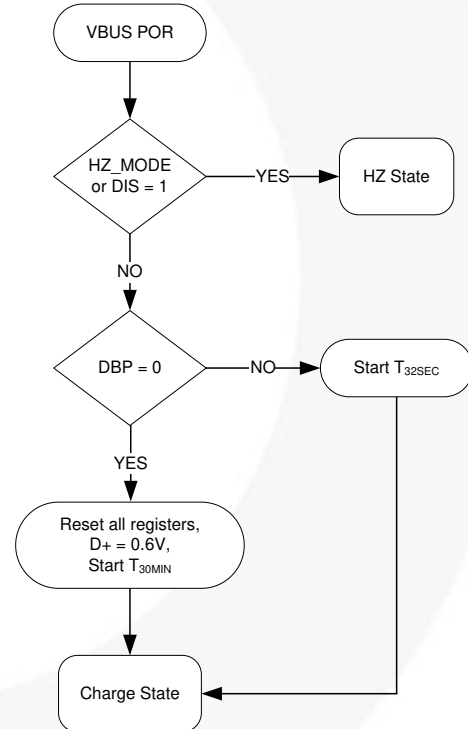 VBUS POR
HZ_MODE
or DIS = 1
YES
HZ State
NO
DBP = 0
NO
Start T32SEC
YES
Reset all registers,
D+ = 0.6V,
Start T30MIN
Charge State